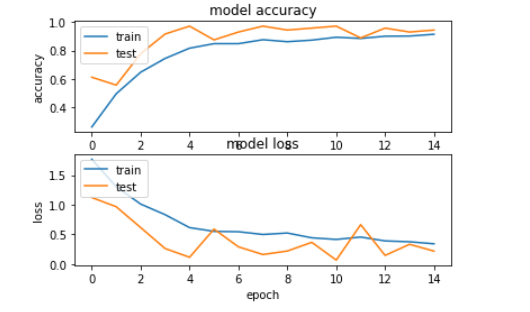 model accuracy
1.0
0.8
0.6
0.4
accuracy
train
test
0 2 4 6 8 10 12 14
model loss
1.5
1.0
0.5
0.0
loss
train
test
0 2 4 6 8 10 12 14
epoch